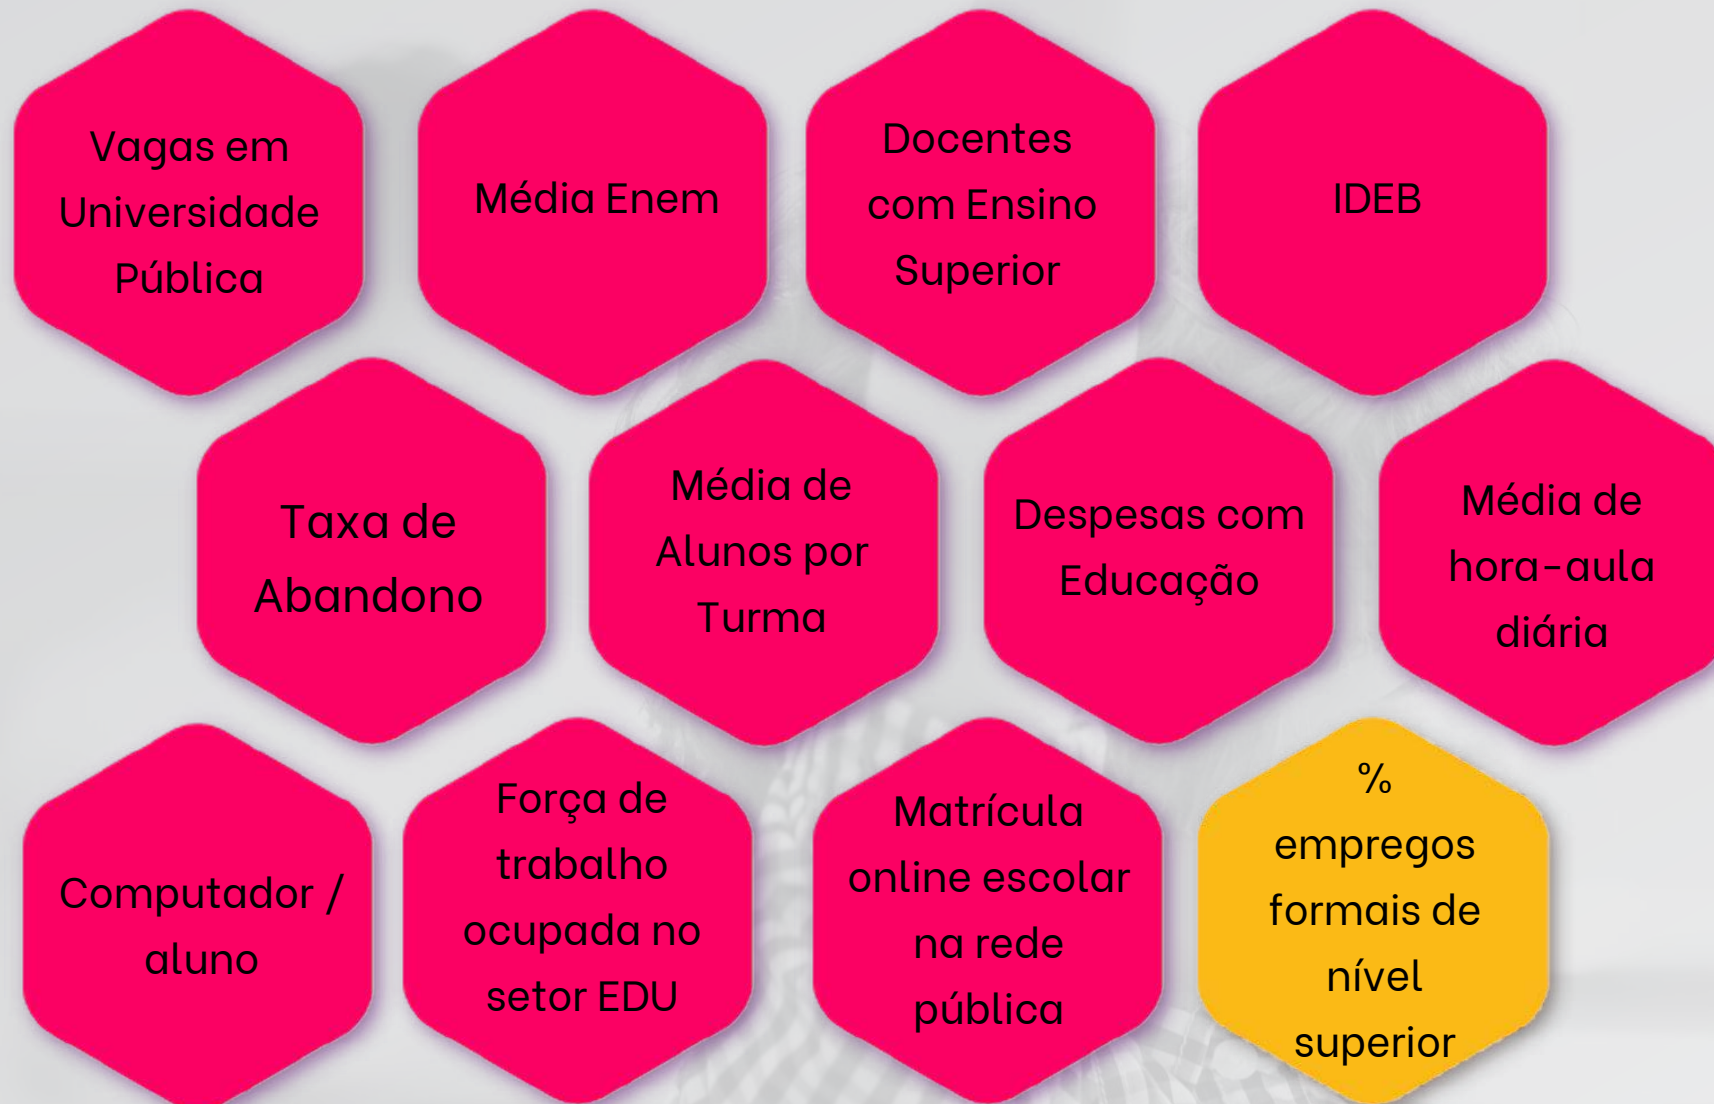 Vagas em
Universidade
Pública
Média Enem
Docentes
com Ensino
Superior
IDEB
Taxa de
Abandono
Média de
Alunos por
Turma
Despesas com
Educação
Média de
hora-aula
diária
Computador /
aluno
Força de
trabalho
ocupada no
setor EDU
Matrícula
online escolar
na rede
pública
%
empregos
formais de
nível
superior